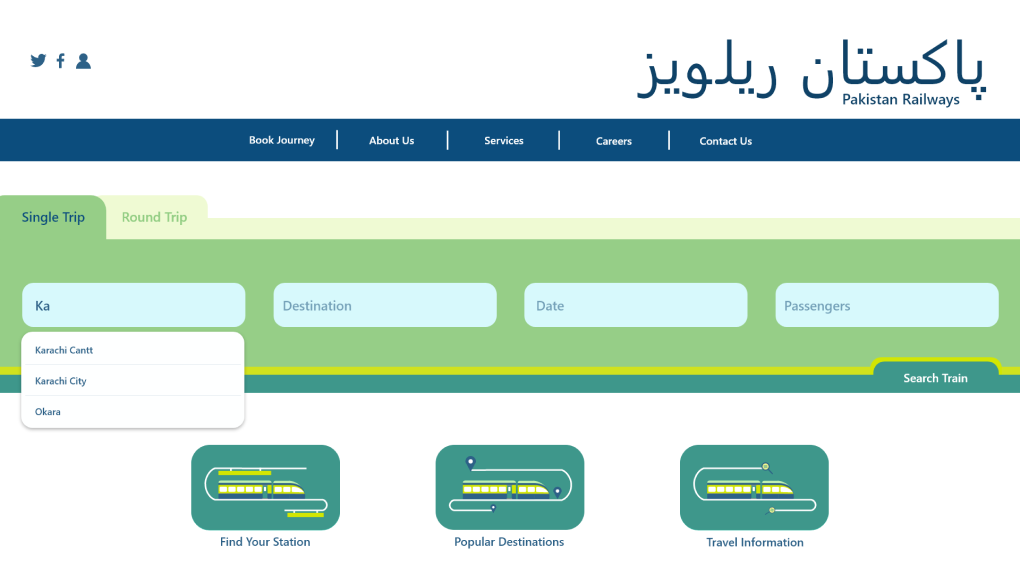 پاکستان ریلویز
Pakistan Railways
Book Journey
About Us
Services
Careers
Contact Us
Single Trip
Round Trip
Ka
Destination
Date
Passengers
Karachi Cantt
Karachi City
Okara
Search Train
Find Your Station
Popular Destinations
Travel Information